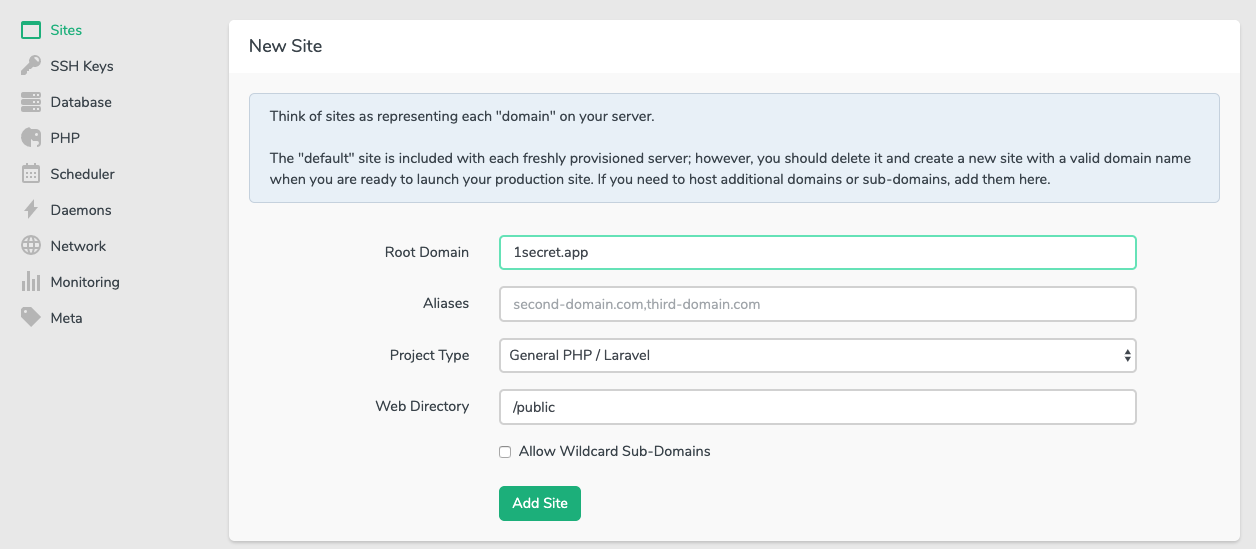 Sites
SSH Keys
Database
PHP
Scheduler
Daemons
Network
Monitoring
Meta
New Site
Think of sites as representing each "domain" on your server.
The "default" site is included with each freshly provisioned server; however, you should delete it and create a new site with a valid domain name
when you are ready to launch your production site. If you need to host additional domains or sub-domains, add them here.
Root Domain
1secret.app
Aliases
second-domain.com,third-domain.com
Project Type
General PHP / Laravel
Web Directory
/public
Allow Wildcard Sub-Domains
Add Site